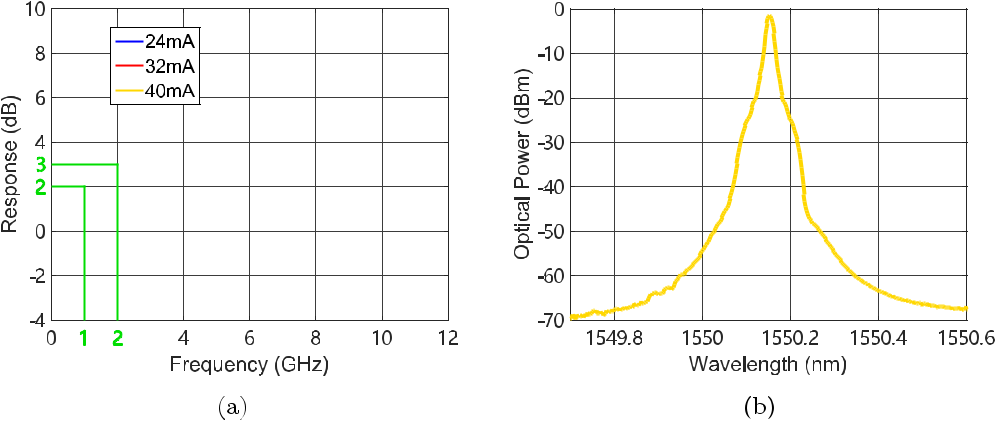 10
8
6
4
3
2
0
-2
-4
Response (dB)
24mA
32mA
40mA
0 1 2 4 6 8 10 12
Frequency (GHz)
(a)
0
-10
-20
-30
-40
-50
-60
-70
Optical Power (dBm)
1549.8 1550 1550.2 1550.4 1550.6
Wavelength (nm)
(b)